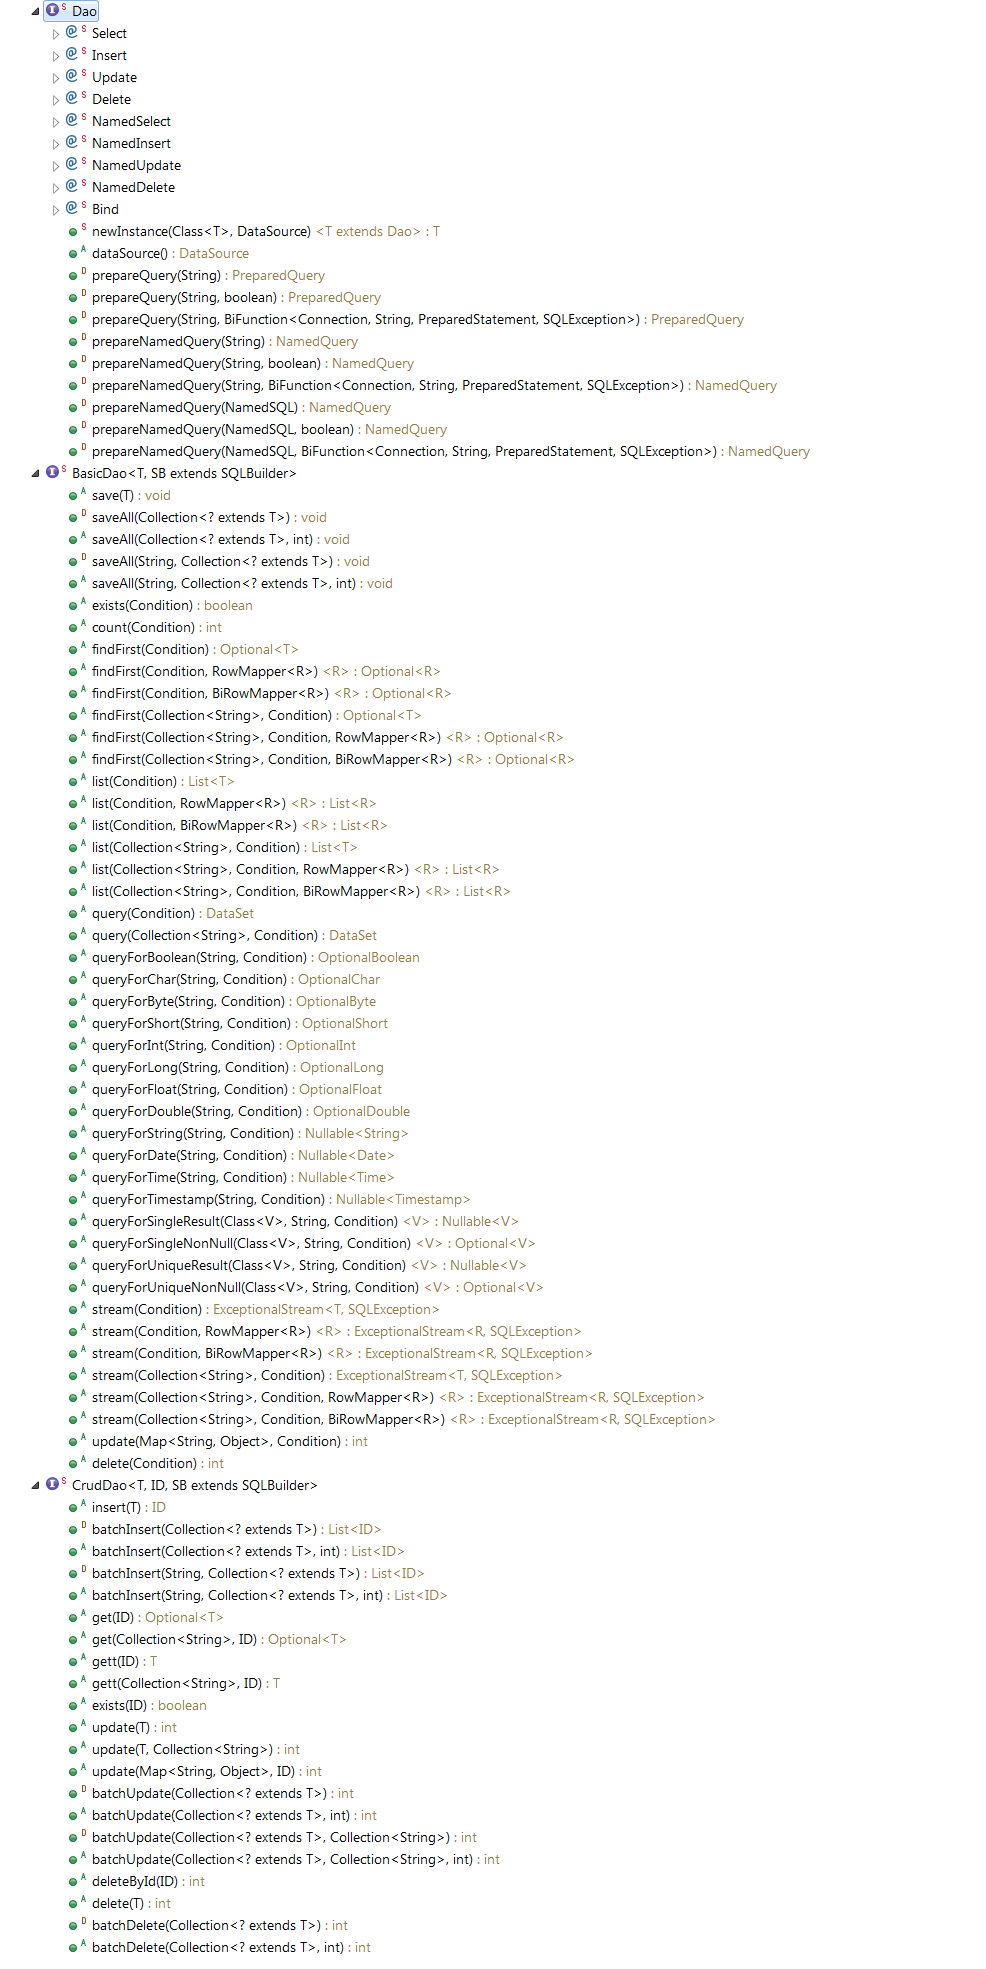 Dao
Select
Insert
Update
Delete
NamedSelect
NamedInsert
NamedUpdate
NamedDelete
Bind
newInstance(Class<T>, DataSource) <T extends Dao> : T
dataSource() : DataSource
prepareQuery(String) : PreparedQuery
prepareQuery(String, boolean) : PreparedQuery
prepareQuery(String, BiFunction<Connection, String, PreparedStatement, SQLException>) : PreparedQuery
prepareNamedQuery(String) : NamedQuery
prepareNamedQuery(String, boolean) : NamedQuery
prepareNamedQuery(String, BiFunction<Connection, String, PreparedStatement, SQLException>) : NamedQuery
prepareNamedQuery(NamedSQL) : NamedQuery
prepareNamedQuery(NamedSQL, boolean) : NamedQuery
prepareNamedQuery(NamedSQL, BiFunction<Connection, String, PreparedStatement, SQLException>) : NamedQuery
BasicDao<T, SB extends SQLBuilder>
save(T) : void
saveAll(Collection<? extends T>) : void
saveAll(Collection<? extends T>, int) : void
saveAll(String, Collection<? extends T>) : void
saveAll(String, Collection<? extends T>, int) : void
exists(Condition) : boolean
count(Condition) : int
findFirst(Condition) : Optional<T>
findFirst(Condition, RowMapper<R>) <R> : Optional<R>
findFirst(Condition, BiRowMapper<R>) <R> : Optional<R>
findFirst(Collection<String>, Condition) : Optional<T>
findFirst(Collection<String>, Condition, RowMapper<R>) <R> : Optional<R>
findFirst(Collection<String>, Condition, BiRowMapper<R>) <R> : Optional<R>
list(Condition) : List<T>
list(Condition, RowMapper<R>) <R> : List<R>
list(Condition, BiRowMapper<R>) <R> : List<R>
list(Collection<String>, Condition) : List<T>
list(Collection<String>, Condition, RowMapper<R>) <R> : List<R>
list(Collection<String>, Condition, BiRowMapper<R>) <R> : List<R>
query(Condition) : DataSet
query(Collection<String>, Condition) : DataSet
queryForBoolean(String, Condition) : OptionalBoolean
queryForChar(String, Condition) : OptionalChar
queryForByte(String, Condition) : OptionalByte
queryForShort(String, Condition) : OptionalShort
queryForInt(String, Condition) : OptionalInt
queryForLong(String, Condition) : OptionalLong
queryForFloat(String, Condition) : OptionalFloat
queryForDouble(String, Condition) : OptionalDouble
queryForString(String, Condition) : Nullable<String>
queryForDate(String, Condition) : Nullable<Date>
queryForTime(String, Condition) : Nullable<Time>
queryForTimestamp(String, Condition) : Nullable<Timestamp>
queryForSingleResult(Class<V>, String, Condition) <V> : Nullable<V>
queryForSingleNonNull(Class<V>, String, Condition) <V> : Optional<V>
queryForUniqueResult(Class<V>, String, Condition) <V> : Nullable<V>
queryForUniqueNonNull(Class<V>, String, Condition) <V> : Optional<V>
stream(Condition) : ExceptionalStream<T, SQLException>
stream(Condition, RowMapper<R>) <R> : ExceptionalStream<R, SQLException>
stream(Condition, BiRowMapper<R>) <R> : ExceptionalStream<R, SQLException>
stream(Collection<String>, Condition) : ExceptionalStream<T, SQLException>
stream(Collection<String>, Condition, RowMapper<R>) <R> : ExceptionalStream<R, SQLException>
stream(Collection<String>, Condition, BiRowMapper<R>) <R> : ExceptionalStream<R, SQLException>
update(Map<String, Object>, Condition) : int
delete(Condition) : int
CrudDao<T, ID, SB extends SQLBuilder>
insert(T) : ID
batchInsert(Collection<? extends T>) : List<ID>
batchInsert(Collection<? extends T>, int) : List<ID>
batchInsert(String, Collection<? extends T>) : List<ID>
batchInsert(String, Collection<? extends T>, int) : List<ID>
get(ID) : Optional<T>
get(Collection<String>, ID) : Optional<T>
gett(ID) : T
gett(Collection<String>, ID) : T
exists(ID) : boolean
update(T) : int
update(T, Collection<String>) : int
update(Map<String, Object>, ID) : int
batchUpdate(Collection<? extends T>) : int
batchUpdate(Collection<? extends T>, int) : int
batchUpdate(Collection<? extends T>, Collection<String>) : int
batchUpdate(Collection<? extends T>, Collection<String>, int) : int
deleteById(ID) : int
delete(T) : int
batchDelete(Collection<? extends T>) : int
batchDelete(Collection<? extends T>, int) : int